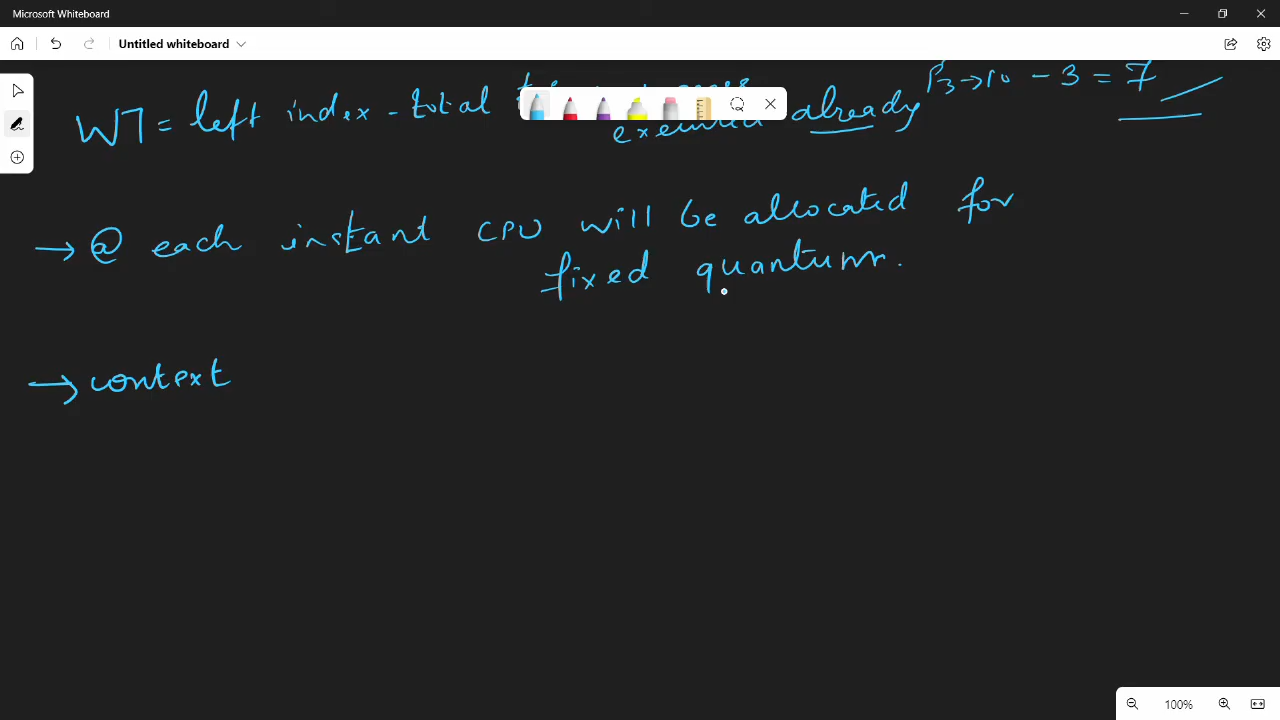 Microsoft Whiteboard
Untitled whiteboard
P3→10 - 3 = 7
WT = left index - total
executed already
→ @ each instant CPU will be allocated for
fixed quantum.
→ context
100%